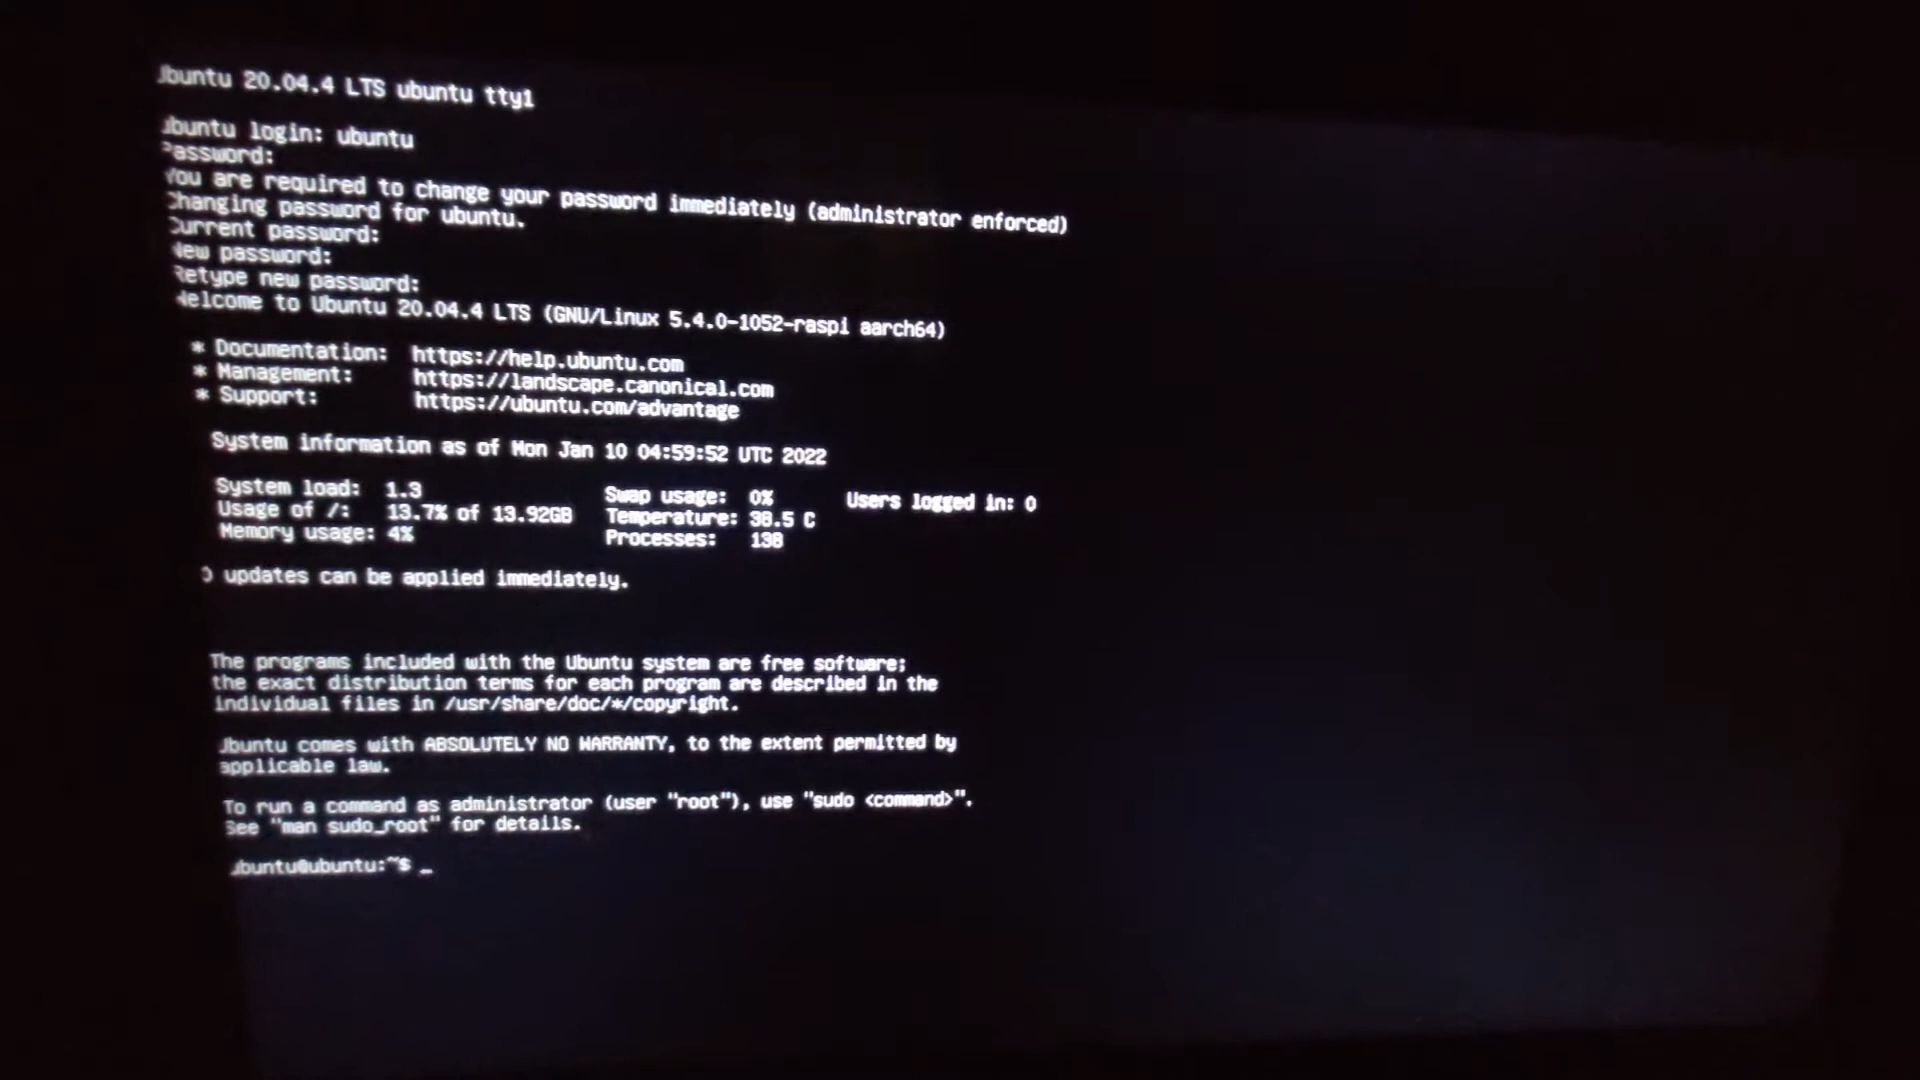 Ubuntu 20.04.4 LTS ubuntu tty1
ubuntu login: ubuntu
Password:
You are required to change your password immediately (administrator enforced)
Changing password for ubuntu.
Current password:
New password:
Retype new password:
Welcome to Ubuntu 20.04.4 LTS (GNU/Linux 5.4.0-1052-raspi aarch64)
* Documentation: https://help.ubuntu.com
* Management: https://landscape.canonical.com
* Support: https://ubuntu.com/advantage
System information as of Mon Jan 10 04:59:52 UTC 2022
System load: 1.3 Swap usage: 0% Users logged in: 0
Usage of /: 13.7% of 13.92GB Temperature: 38.5 C
Memory usage: 4% Processes: 138
0 updates can be applied immediately.
The programs included with the Ubuntu system are free software;
the exact distribution terms for each program are described in the
individual files in /usr/share/doc/*/copyright.
Ubuntu comes with ABSOLUTELY NO WARRANTY, to the extent permitted by
applicable law.
To run a command as administrator (user "root"), use "sudo <command>".
See "man sudo_root" for details.
ubuntu@ubuntu:~$ _